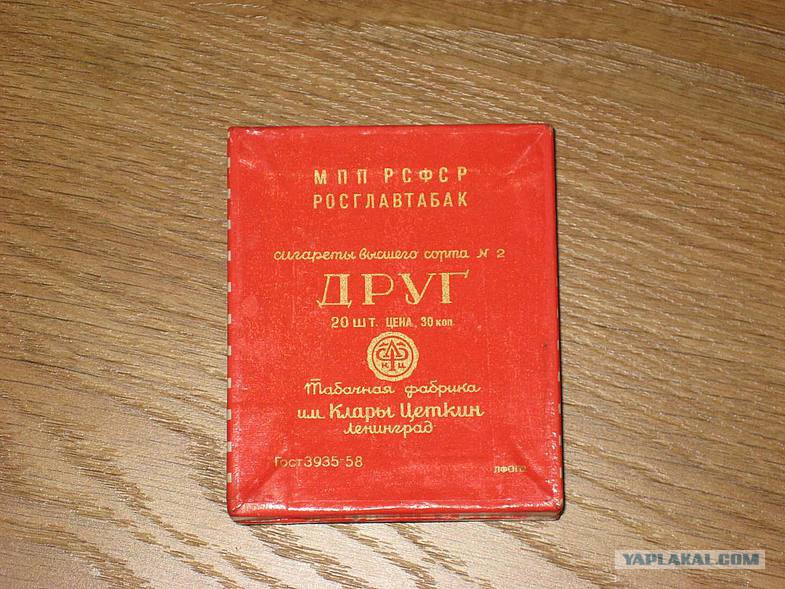 МПП РСФСР
РОСГЛАВТАБАК
сигареты высшего сорта N 2
ДРУГ
20 ШТ. ЦЕНА 30 коп.
К Ц
Табачная фабрика
им. Клары Цеткин
Ленинград
Гост 3935-58
YAPLAKAL.COM